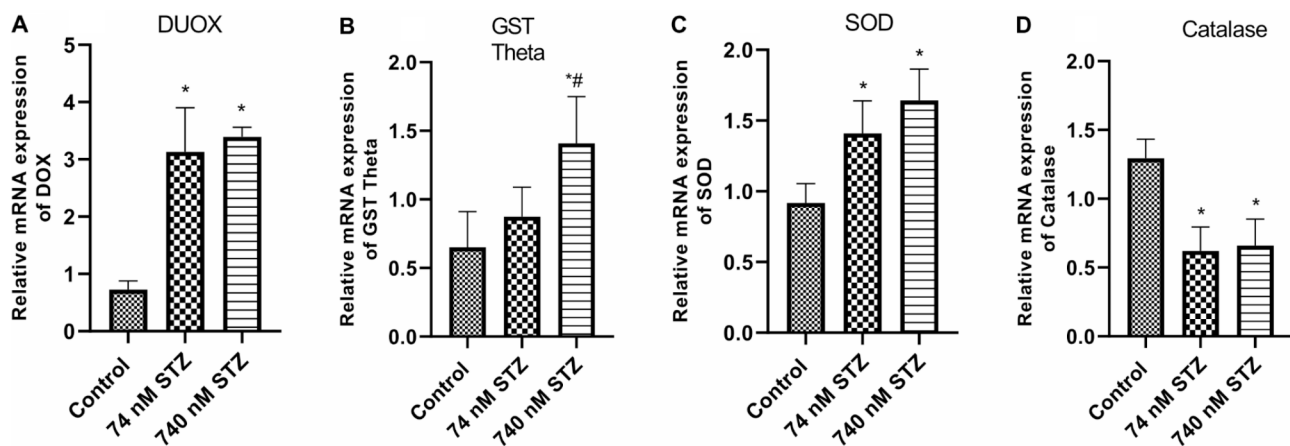 A
DUOX
Relative mRNA expression
of DOX
5
4
3
2
1
0
*
*
Control
74 nM STZ
740 nM STZ
B
GST
Theta
Relative mRNA expression
of GST Theta
2.0
1.5
1.0
0.5
0.0
*#
Control
74 nM STZ
740 nM STZ
C
SOD
Relative mRNA expression
of SOD
2.0
1.5
1.0
0.5
0.0
*
*
Control
74 nM STZ
740 nM STZ
D
Catalase
Relative mRNA expression
of Catalase
2.0
1.5
1.0
0.5
0.0
*
*
Control
74 nM STZ
740 nM STZ